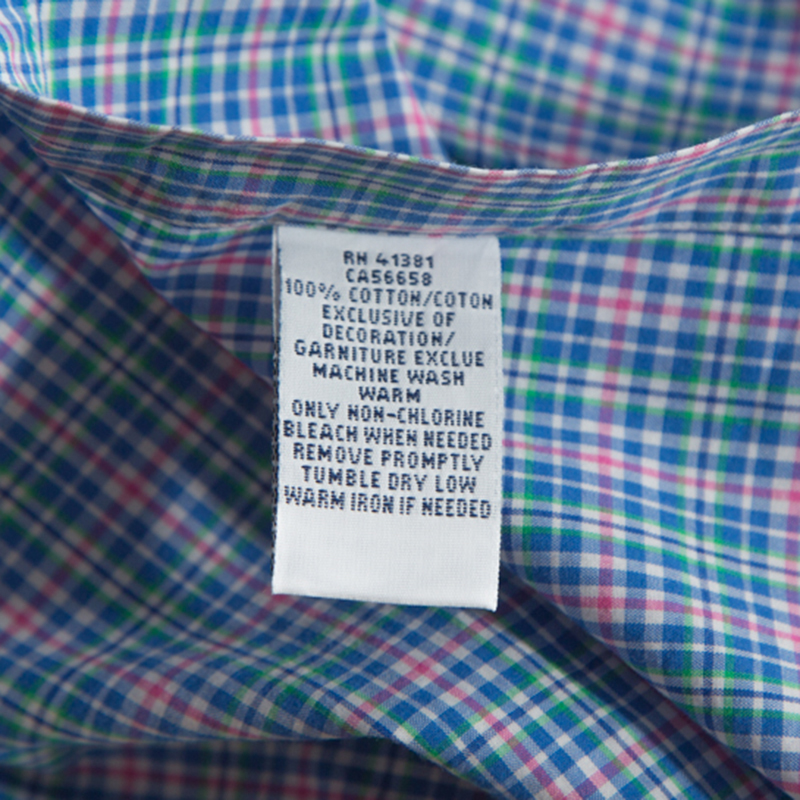 RN 41381
CA56658
100% COTTON/COTON
EXCLUSIVE OF
DECORATION/
GARNITURE EXCLUE
MACHINE WASH
WARM
ONLY NON-CHLORINE
BLEACH WHEN NEEDED
REMOVE PROMPTLY
TUMBLE DRY LOW
WARM IRON IF NEEDED